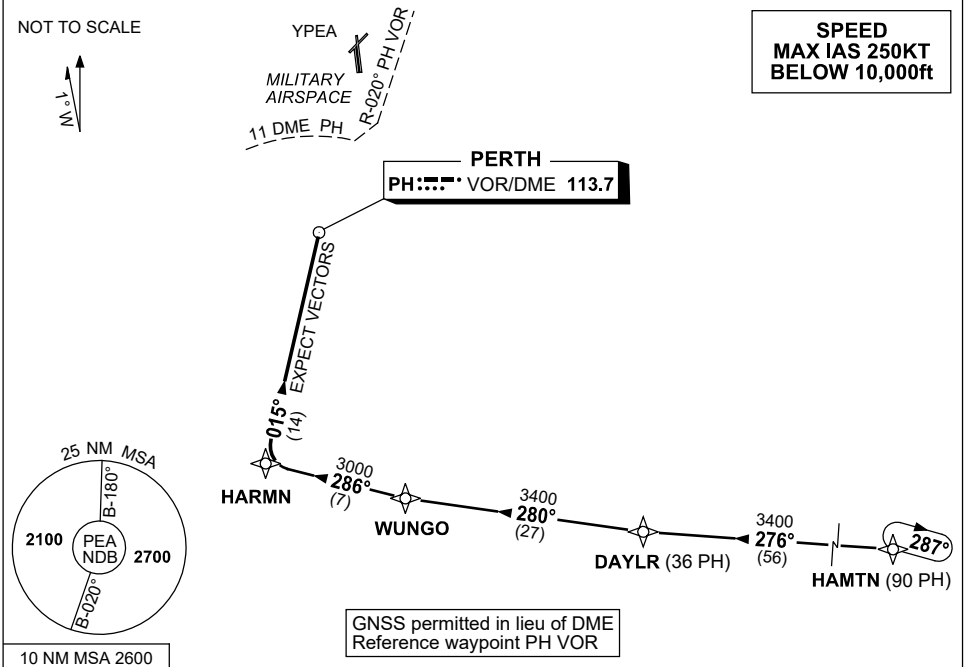 NOT TO SCALE
1° W
YPEA
MILITARY
AIRSPACE
R-020° PH VOR
11 DME PH
SPEED
MAX IAS 250KT
BELOW 10,000ft
PERTH
PH VOR/DME 113.7
EXPECT VECTORS
015°
(14)
HARMN
3000
286°
(7)
WUNGO
3400
280°
(27)
DAYLR (36 PH)
3400
276°
(56)
287°
HAMTN (90 PH)
25 NM MSA
B-180°
2100
PEA
NDB
2700
B-020°
10 NM MSA 2600
GNSS permitted in lieu of DME
Reference waypoint PH VOR